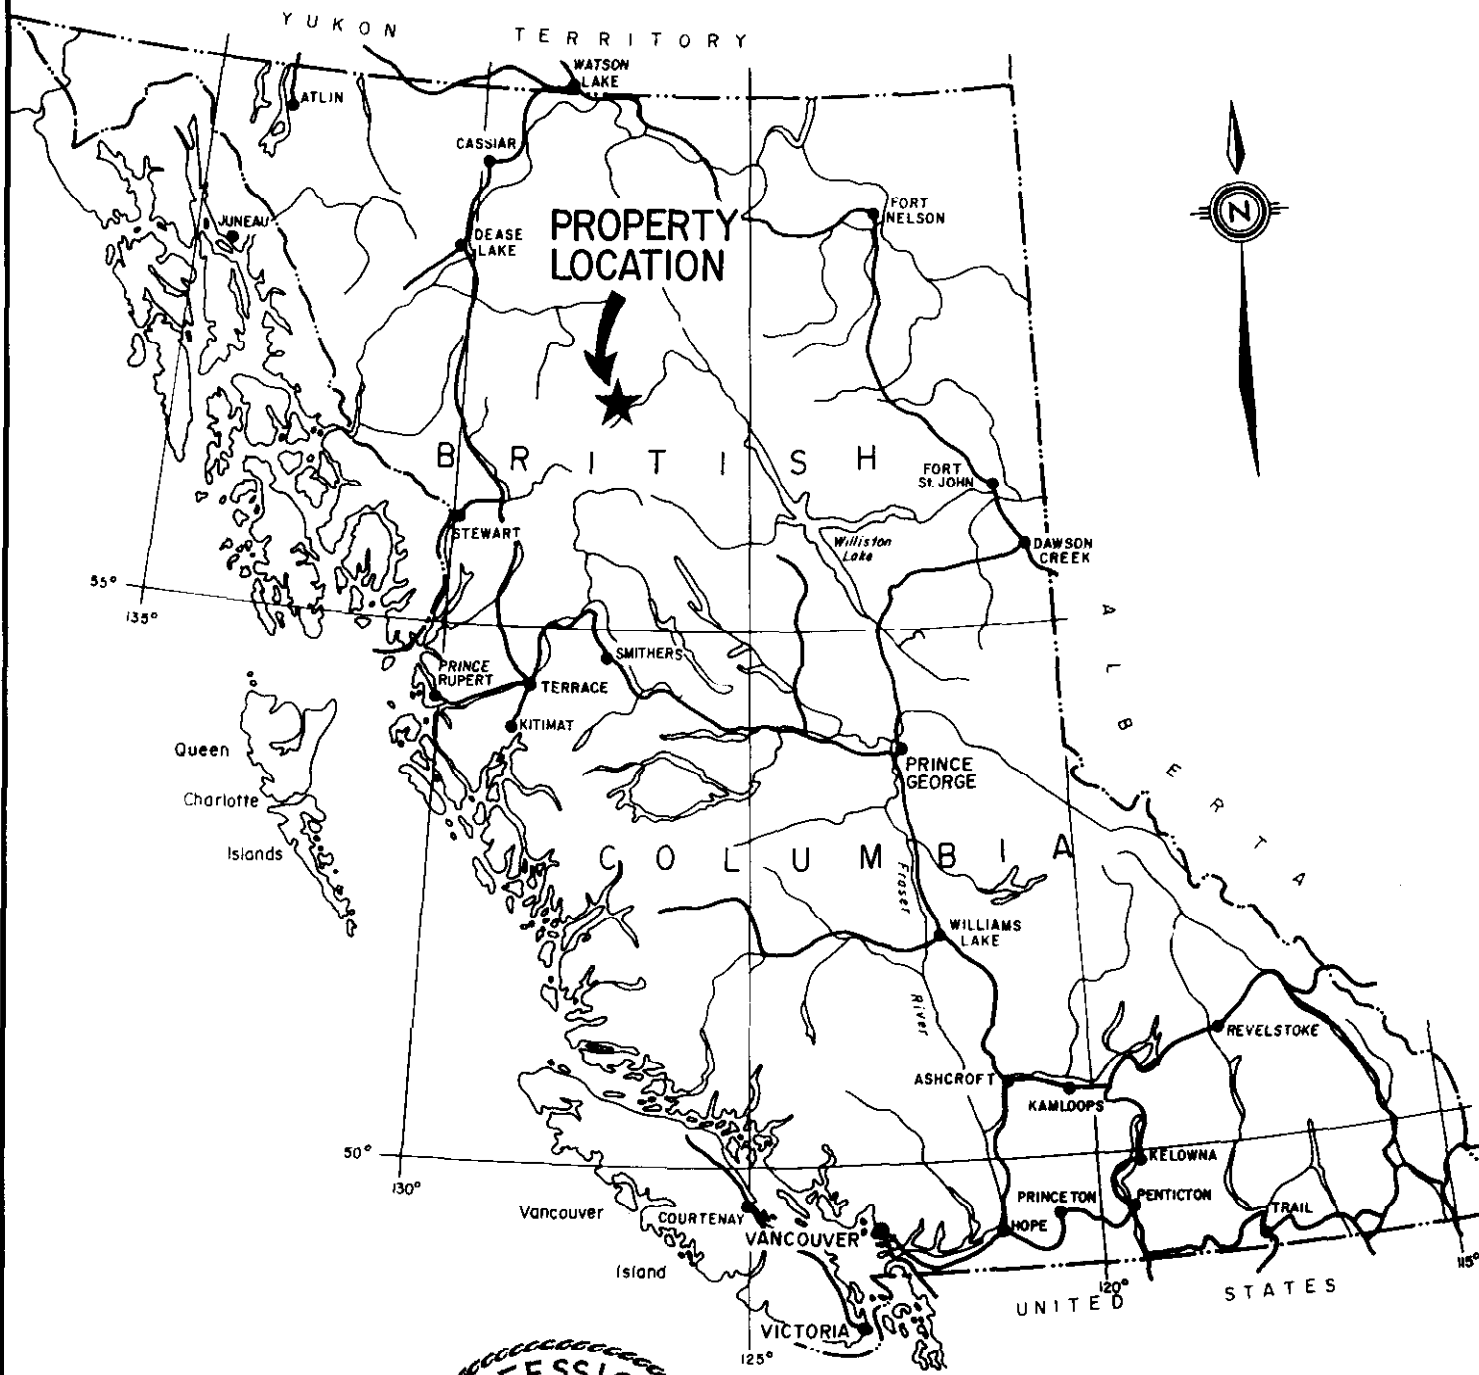 YUKON TERRITORY
WATSON
LAKE
ATLIN
CASSIAR
JUNEAU
DEASE
LAKE
PROPERTY
LOCATION
FORT
NELSON
N
BRITISH
FORT
St. JOHN
STEWART
Williston
Lake
DAWSON
CREEK
55°
135°
ALBERTA
PRINCE
RUPERT
SMITHERS
TERRACE
KITIMAT
Queen
Charlotte
Islands
PRINCE
GEORGE
COLUMBIA
Fraser
River
WILLIAMS
LAKE
REVELSTOKE
ASHCROFT
KAMLOOPS
50°
130°
KELOWNA
PRINCETON
PENTICTON
TRAIL
HOPE
Vancouver
Island
COURTENAY
VANCOUVER
VICTORIA
125°
120°
115°
UNITED STATES